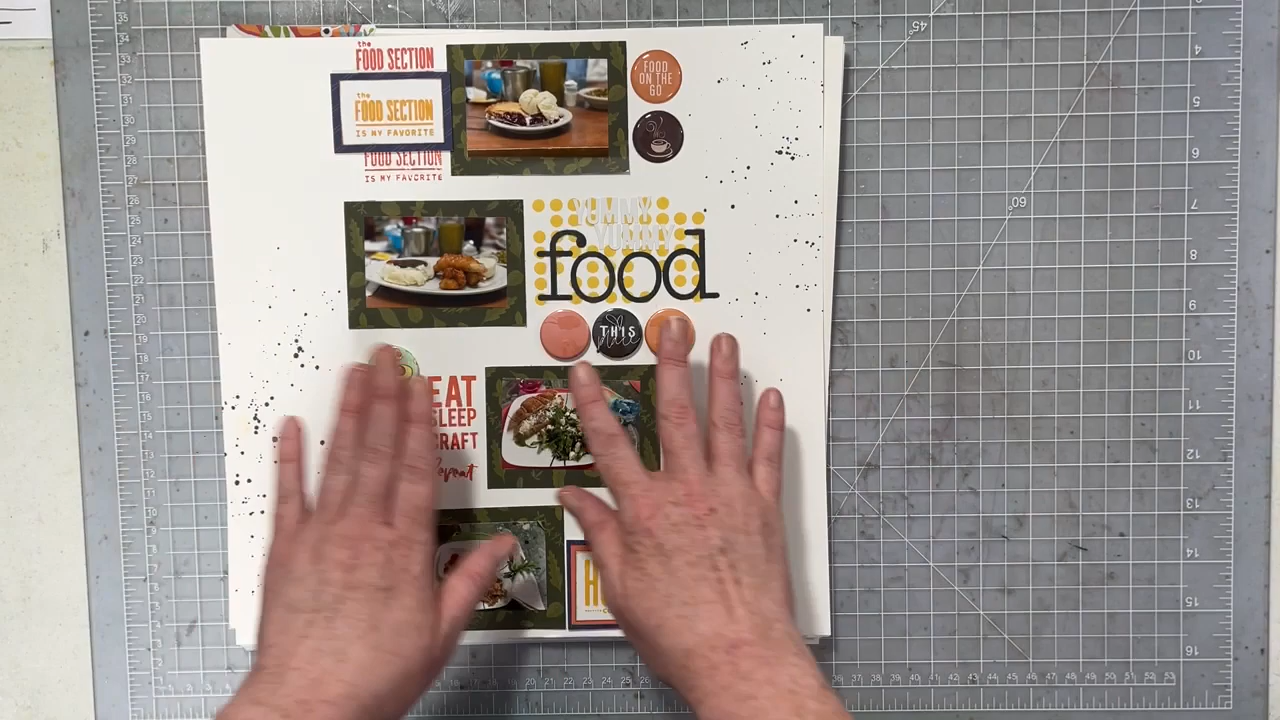 the
FOOD SECTION
the
FOOD SECTION
IS MY FAVORITE
FOOD SECTION
IS MY FAVORITE
FOOD
ON THE
GO
YUMMY
YUMMY
food
THIS
EAT
SLEEP
CRAFT
repeat